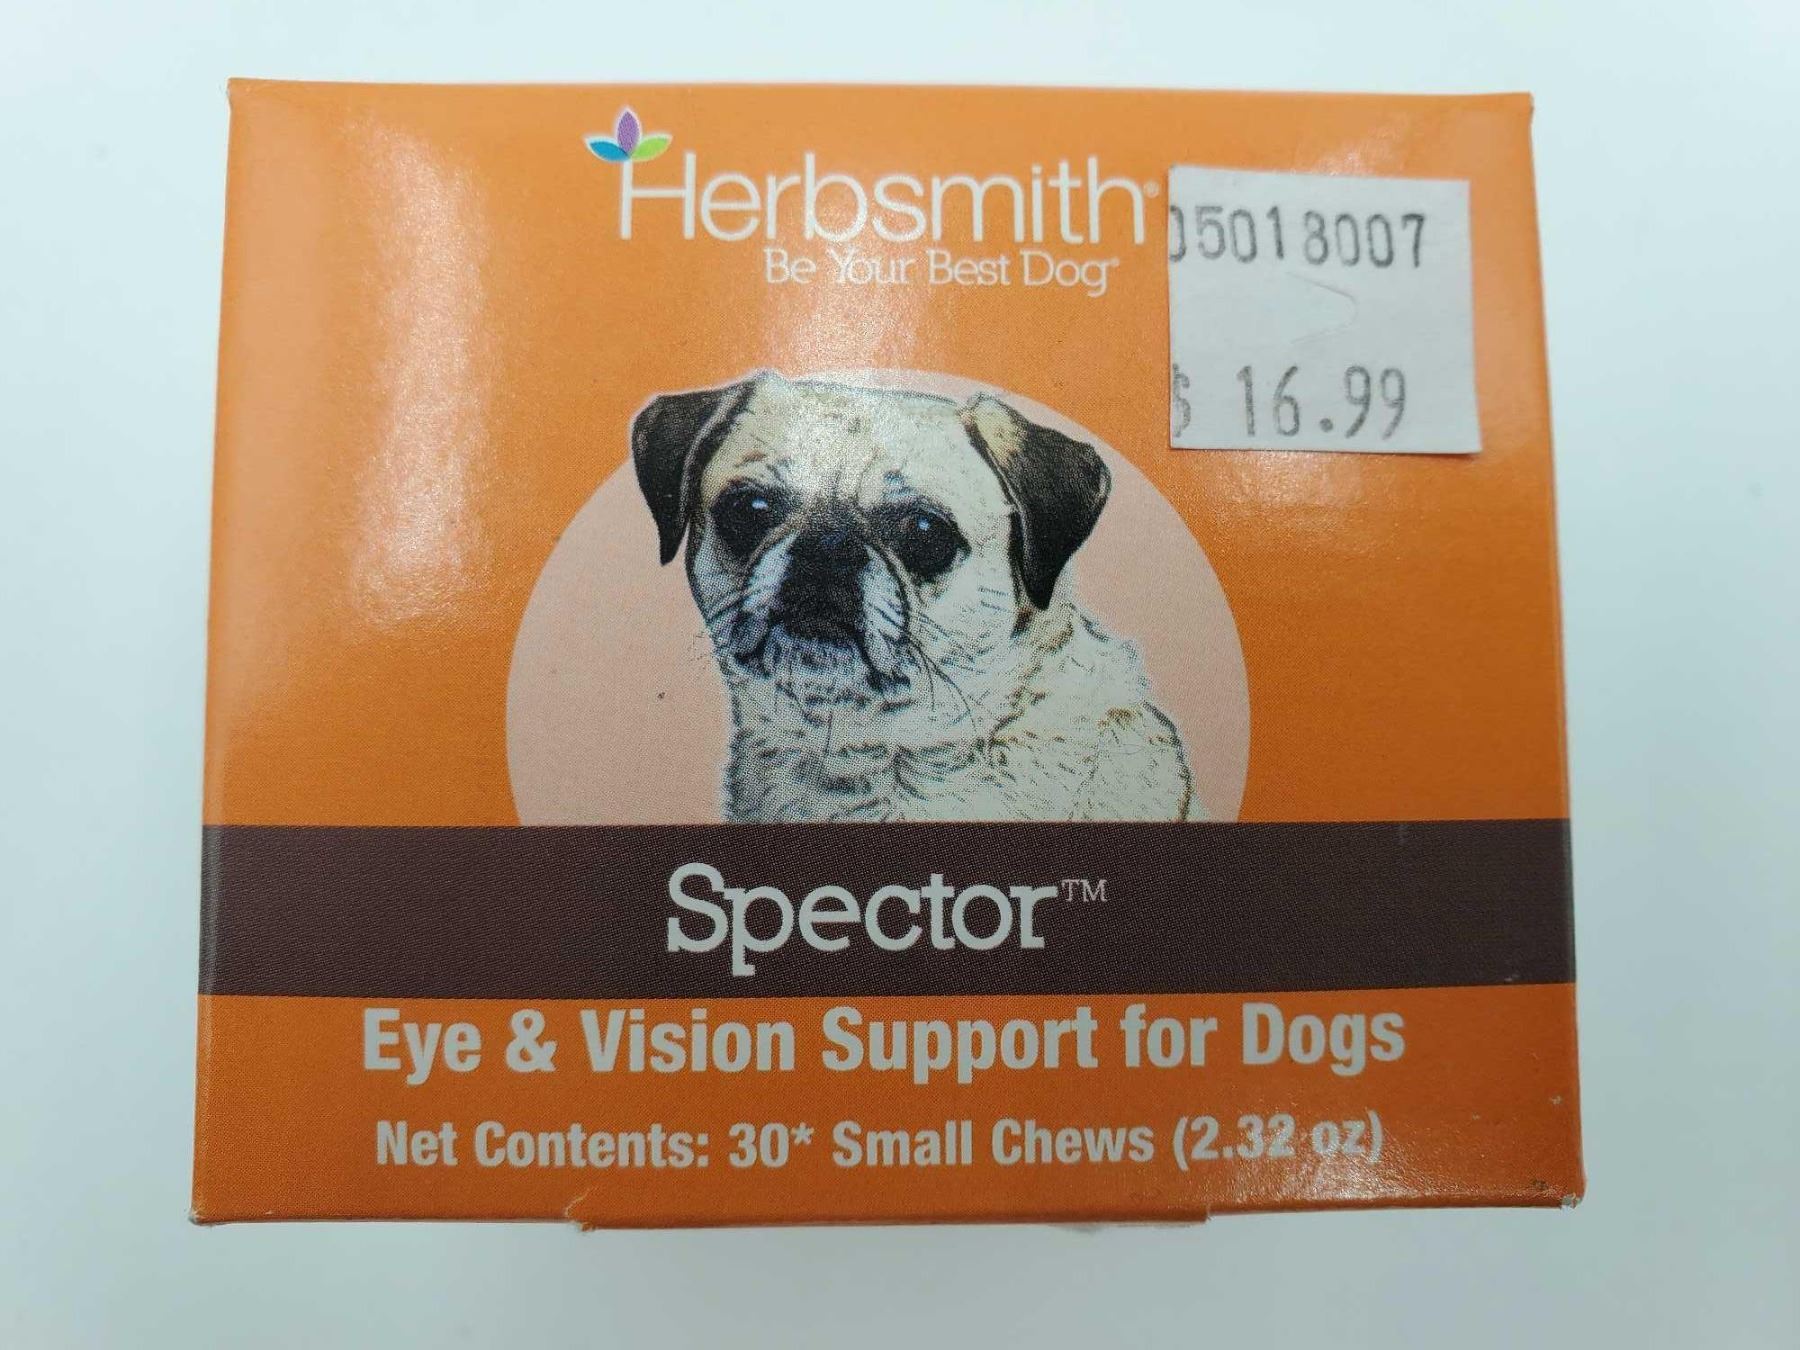 Herbsmith®
Be Your Best Dog®
05018007
$ 16.99
Spector™
Eye & Vision Support for Dogs
Net Contents: 30* Small Chews (2.32 oz)